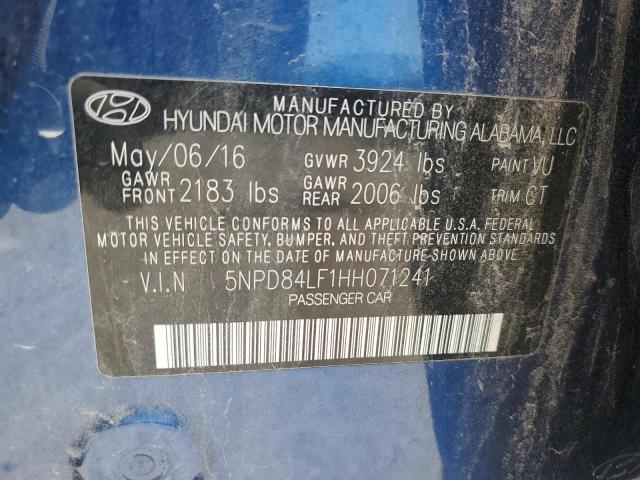 MANUFACTURED BY
HYUNDAI MOTOR MANUFACTURING ALABAMA, LLC
May/06/16 GVWR 3924 lbs PAINT VU
GAWR FRONT 2183 lbs GAWR REAR 2006 lbs TRIM CT
THIS VEHICLE CONFORMS TO ALL APPLICABLE U.S.A. FEDERAL
MOTOR VEHICLE SAFETY, BUMPER, AND THEFT PREVENTION STANDARDS
IN EFFECT ON THE DATE OF MANUFACTURE SHOWN ABOVE.
V.I.N 5NPD84LF1HH071241
PASSENGER CAR